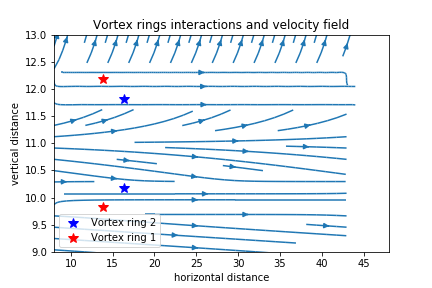 Vortex rings interactions and velocity field
13.0
12.5
12.0
11.5
11.0
10.5
10.0
9.5
9.0
vertical distance
Vortex ring 2
Vortex ring 1
10 15 20 25 30 35 40 45
horizontal distance